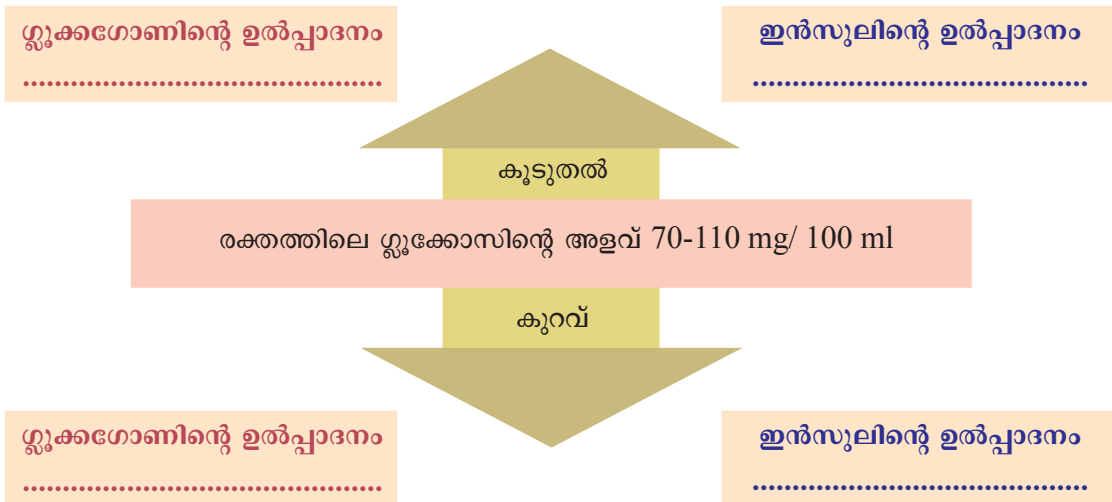 ഗ്ലൂക്കഗോണിന്റെ ഉൽപ്പാദനം
.............................................
ഇൻസുലിന്റെ ഉൽപ്പാദനം
..........................................
കൂടുതൽ
രക്തത്തിലെ ഗ്ലൂക്കോസിന്റെ അളവ് 70-110 mg/ 100 ml
കുറവ്
ഗ്ലൂക്കഗോണിന്റെ ഉൽപ്പാദനം
.............................................
ഇൻസുലിന്റെ ഉൽപ്പാദനം
..........................................